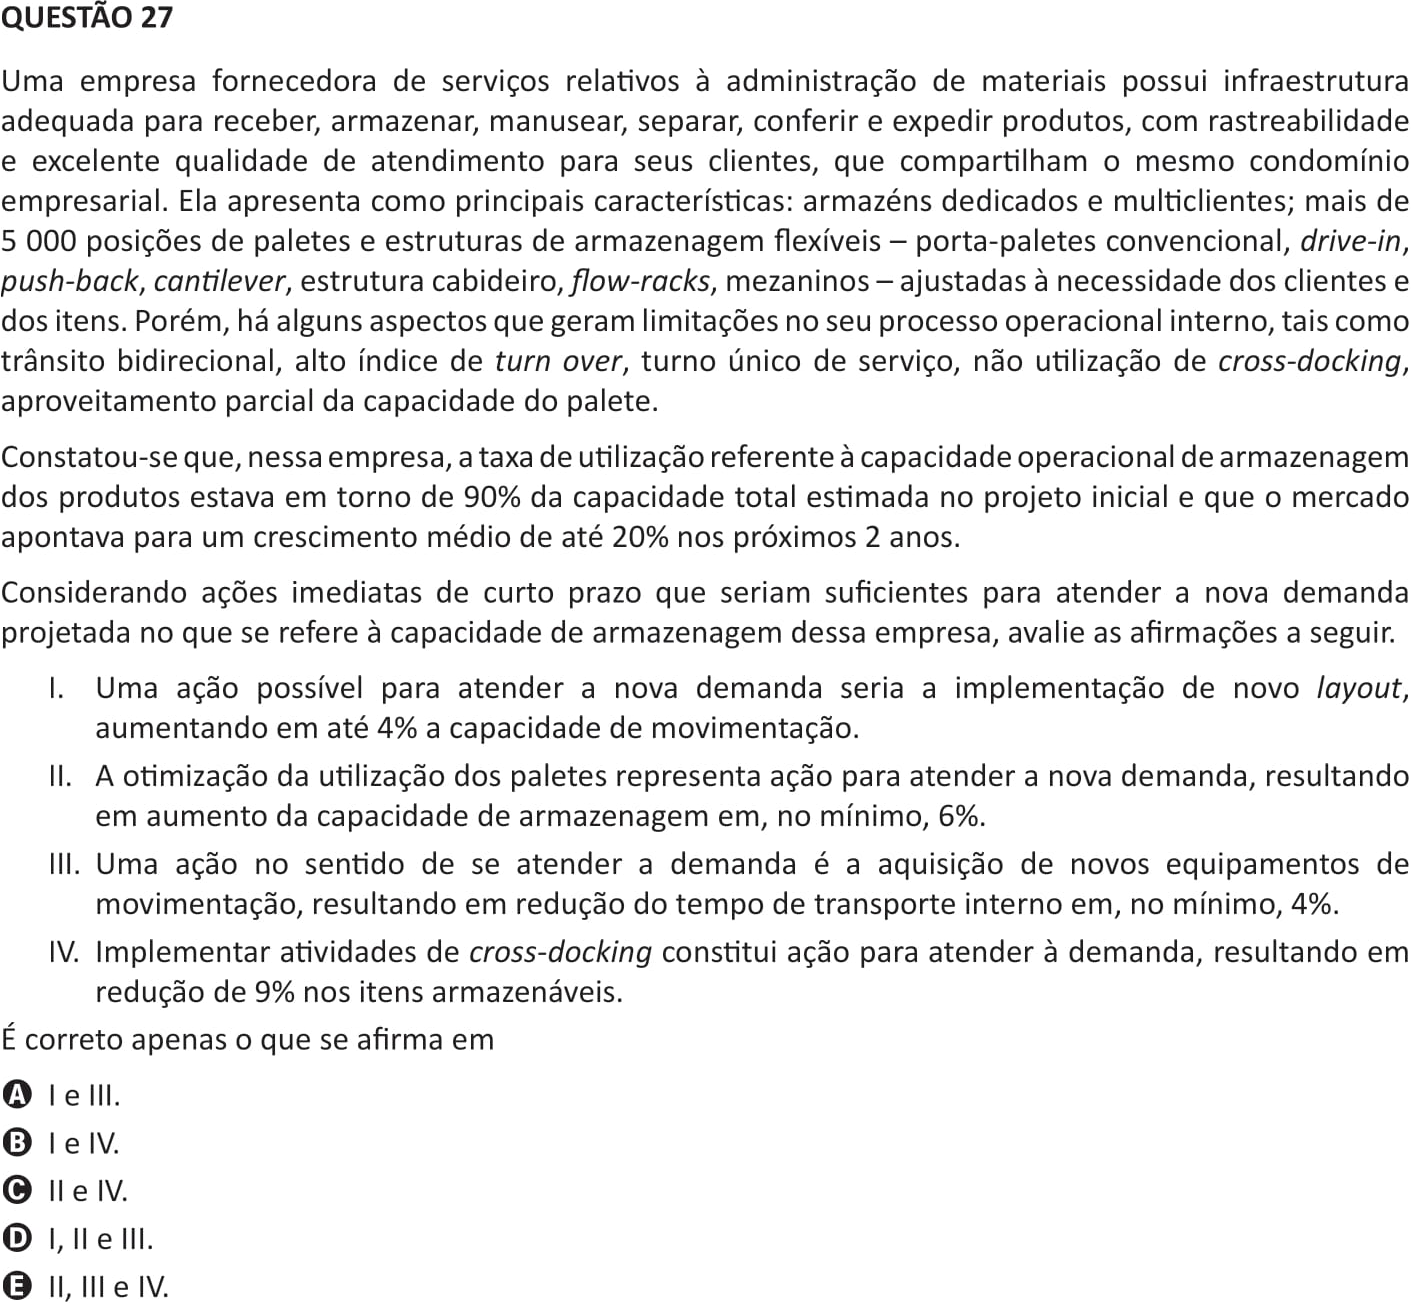 QUESTÃO 27
Uma empresa fornecedora de serviços relativos à administração de materiais possui infraestrutura
adequada para receber, armazenar, manusear, separar, conferir e expedir produtos, com rastreabilidade
e excelente qualidade de atendimento para seus clientes, que compartilham o mesmo condomínio
empresarial. Ela apresenta como principais características: armazéns dedicados e multiclientes; mais de
5 000 posições de paletes e estruturas de armazenagem flexíveis – porta-paletes convencional, drive-in,
push-back, cantilever, estrutura cabideiro, flow-racks, mezaninos – ajustadas à necessidade dos clientes e
dos itens. Porém, há alguns aspectos que geram limitações no seu processo operacional interno, tais como
trânsito bidirecional, alto índice de turn over, turno único de serviço, não utilização de cross-docking,
aproveitamento parcial da capacidade do palete.
Constatou-se que, nessa empresa, a taxa de utilização referente à capacidade operacional de armazenagem
dos produtos estava em torno de 90% da capacidade total estimada no projeto inicial e que o mercado
apontava para um crescimento médio de até 20% nos próximos 2 anos.
Considerando ações imediatas de curto prazo que seriam suficientes para atender a nova demanda
projetada no que se refere à capacidade de armazenagem dessa empresa, avalie as afirmações a seguir.
I. Uma ação possível para atender a nova demanda seria a implementação de novo layout,
aumentando em até 4% a capacidade de movimentação.
II. A otimização da utilização dos paletes representa ação para atender a nova demanda, resultando
em aumento da capacidade de armazenagem em, no mínimo, 6%.
III. Uma ação no sentido de se atender a demanda é a aquisição de novos equipamentos de
movimentação, resultando em redução do tempo de transporte interno em, no mínimo, 4%.
IV. Implementar atividades de cross-docking constitui ação para atender à demanda, resultando em
redução de 9% nos itens armazenáveis.
É correto apenas o que se afirma em
A I e III.
B I e IV.
C II e IV.
D I, II e III.
E II, III e IV.